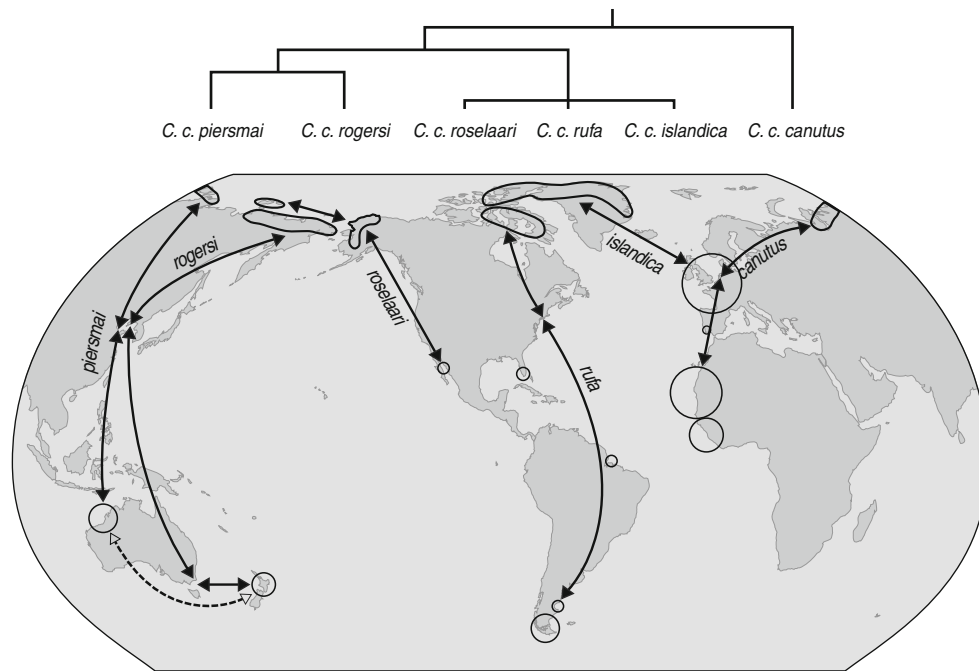 C. c. piersmai
C. c. rogersi
C. c. roselaari
C. c. rufa
C. c. islandica
C. c. canutus
rogersi
piersmai
roselaari
rufa
islandica
canutus